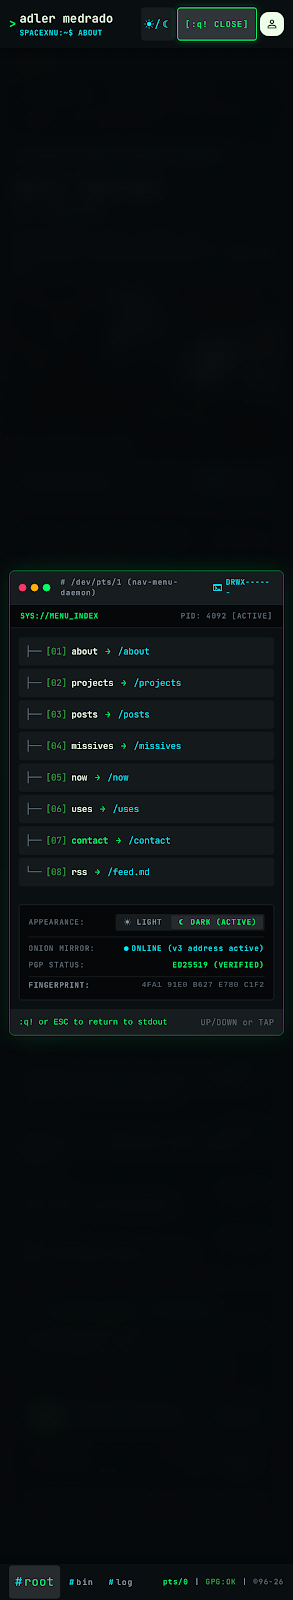 > adler medrado
SPACEXNU:~$ ABOUT
☀/☾
[:q! CLOSE]
# /dev/pts/1 (nav-menu-
daemon)
DRWX-----
-
SYS://MENU_INDEX
PID: 4092 [ACTIVE]
├── [01] about → /about
├── [02] projects → /projects
├── [03] posts → /posts
├── [04] missives → /missives
├── [05] now → /now
├── [06] uses → /uses
├── [07] contact → /contact
└── [08] rss → /feed.md
APPEARANCE: ☀ LIGHT ☾ DARK (ACTIVE)
ONION MIRROR: ● ONLINE (v3 address active)
PGP STATUS: ED25519 (VERIFIED)
FINGERPRINT: 4FA1 91E0 B627 E780 C1F2
:q! or ESC to return to stdout
UP/DOWN or TAP
#root #bin #log pts/0 | GPG:OK | ©96-26